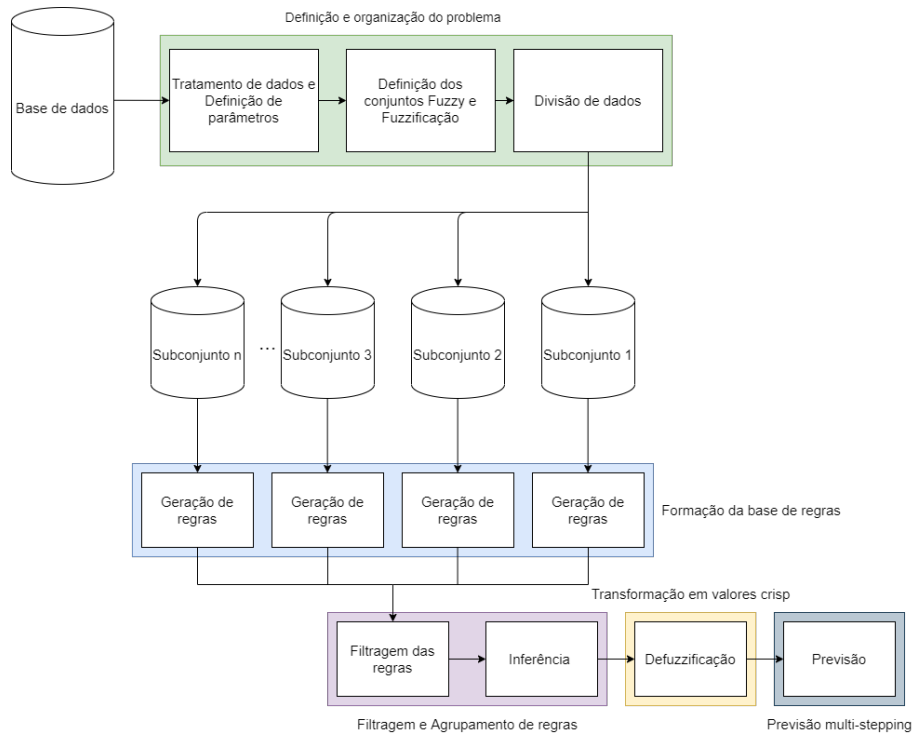 Definição e organização do problema
Base de dados
Tratamento de dados e
Definição de
parâmetros
Definição dos
conjuntos Fuzzy e
Fuzzificação
Divisão de dados
Subconjunto n
...
Subconjunto 3
Subconjunto 2
Subconjunto 1
Geração de
regras
Geração de
regras
Geração de
regras
Geração de
regras
Formação da base de regras
Transformação em valores crisp
Filtragem das
regras
Inferência
Defuzzificação
Previsão
Filtragem e Agrupamento de regras
Previsão multi-stepping